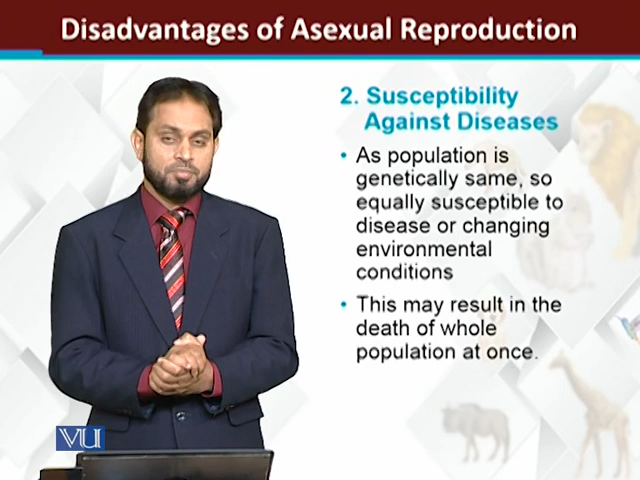 Disadvantages of Asexual Reproduction
2. Susceptibility
Against Diseases
• As population is
genetically same, so
equally susceptible to
disease or changing
environmental
conditions
• This may result in the
death of whole
population at once.
VU